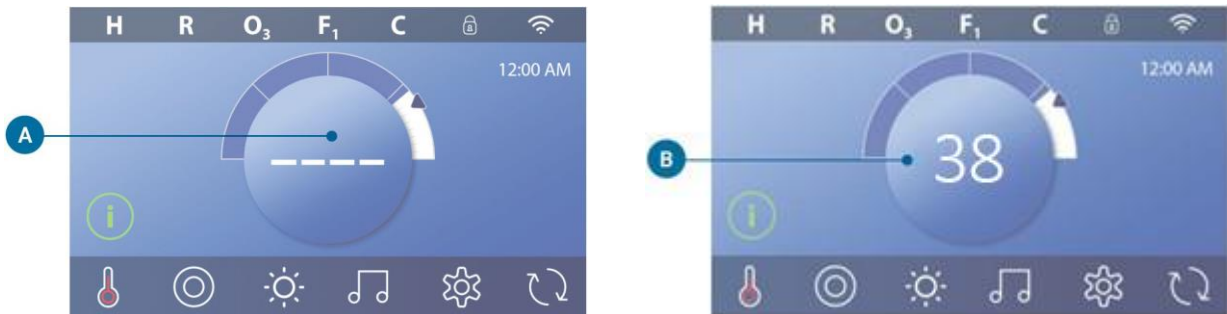 H R O₃ F₁ C
12:00 AM
A
– – – –
i
H R O₃ F₁ C
12:00 AM
B
38
i